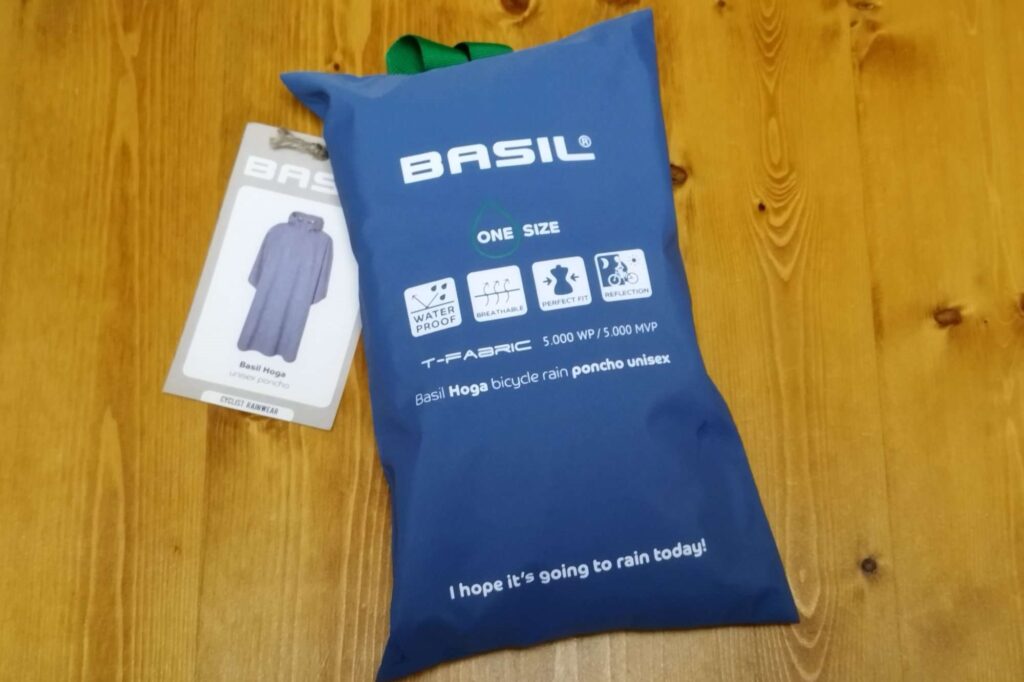 BASIL®
ONE SIZE
WATER
PROOF
BREATHABLE
PERFECT FIT
REFLECTION
T-FABRIC 5.000 WP / 5.000 MVP
Basil Hoga bicycle rain poncho unisex
I hope it's going to rain today!
BAS
Basil Hoga
unisex poncho
CYCLIST RAINWEAR